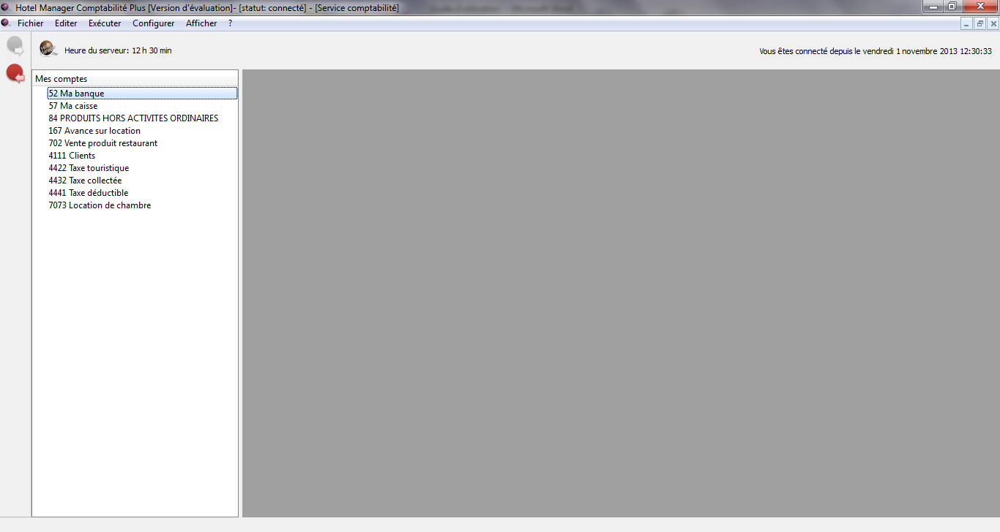 Hotel Manager Comptabilité Plus [Version d'évaluation]- [statut: connecté] - [Service comptabilité]
Fichier Editer Exécuter Configurer Afficher ?
Heure du serveur: 12 h 30 min
Vous êtes connecté depuis le vendredi 1 novembre 2013 12:30:33
Mes comptes
52 Ma banque
57 Ma caisse
84 PRODUITS HORS ACTIVITES ORDINAIRES
167 Avance sur location
702 Vente produit restaurant
4111 Clients
4422 Taxe touristique
4432 Taxe collectée
4441 Taxe déductible
7073 Location de chambre